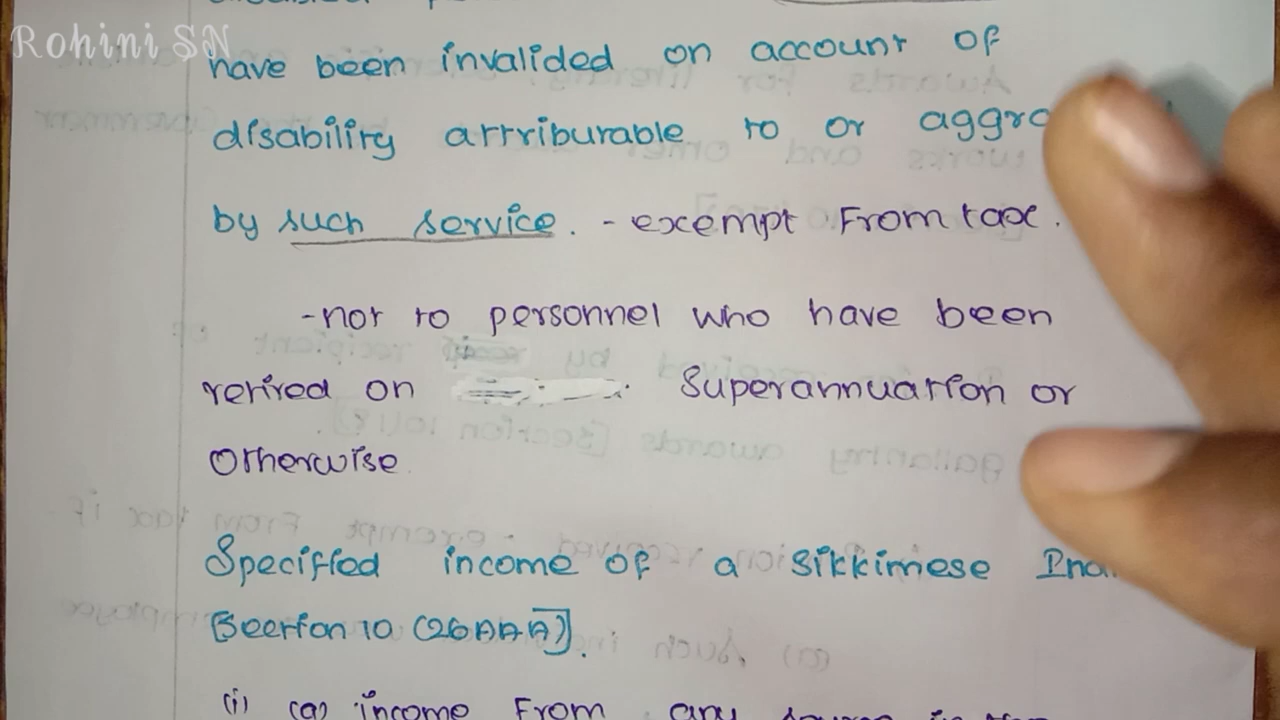 Rohini SN
have been invalided on account of
disability attributable to or aggra
by such service. - exempt From tax.
-not to personnel who have been
retired on Superannuation or
Otherwise
Specified income of a Sikkimese Ind
[Section 10 (26AAA)].
(i) (a) income From any